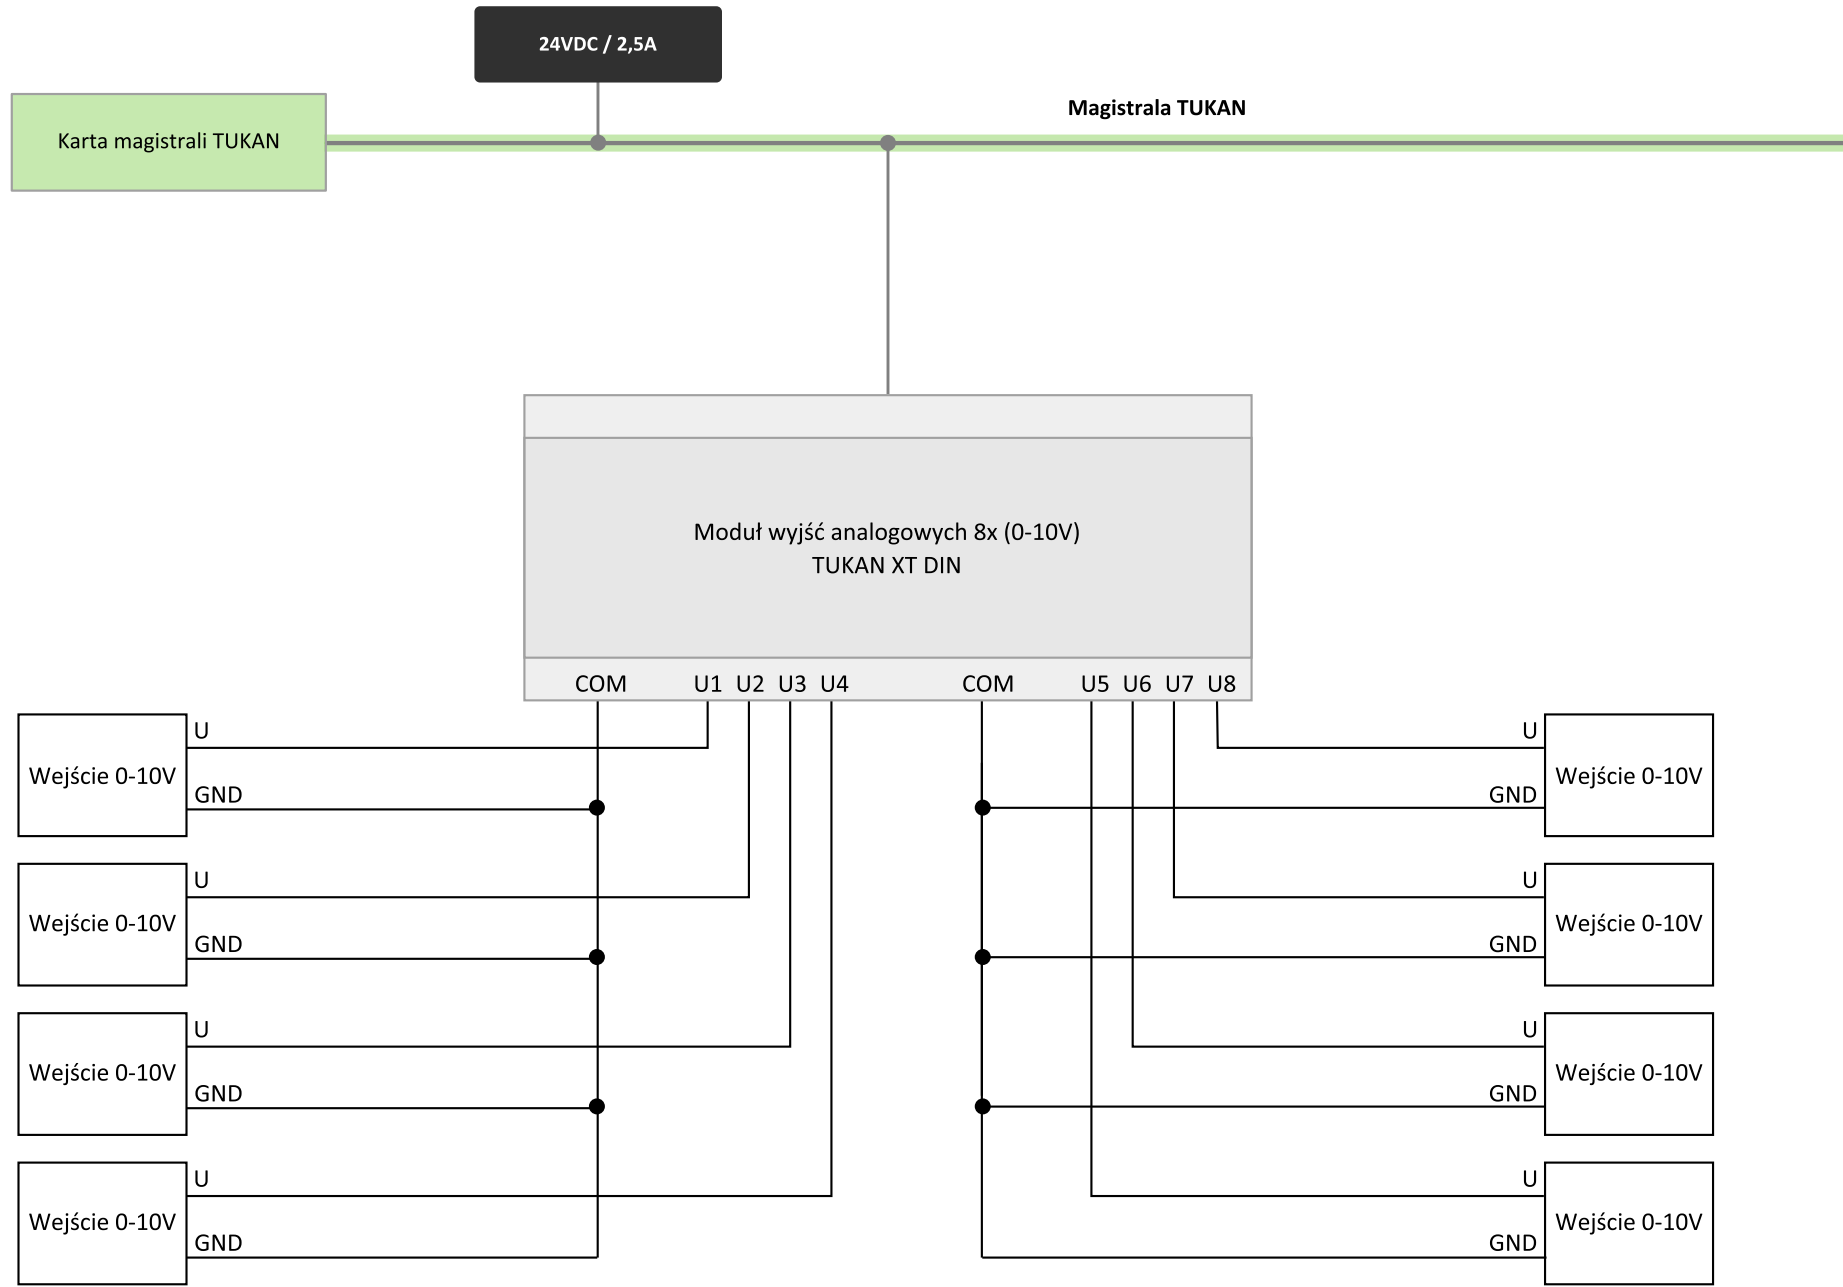 24VDC / 2,5A
Magistrala TUKAN
Karta magistrali TUKAN
Moduł wyjść analogowych 8x (0-10V)
TUKAN XT DIN
COM U1 U2 U3 U4 COM U5 U6 U7 U8
U
Wejście 0-10V
GND
U
Wejście 0-10V
GND
U
Wejście 0-10V
GND
U
Wejście 0-10V
GND
U
Wejście 0-10V
GND
U
Wejście 0-10V
GND
U
Wejście 0-10V
GND
U
Wejście 0-10V
GND